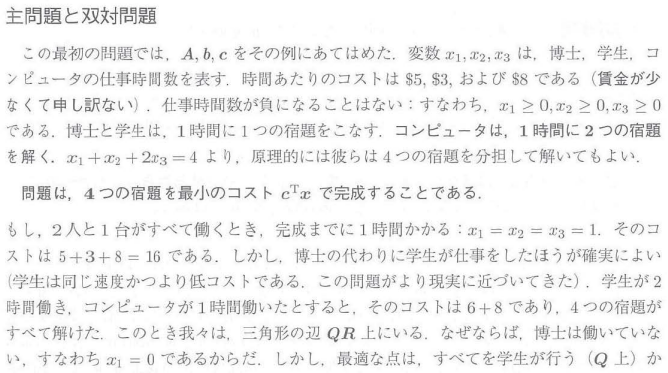 主問題と双対問題
この最初の問題では，A, b, c をその例にあてはめた．変数 x₁, x₂, x₃ は，博士，学生，コ
ンピュータの仕事時間数を表す．時間あたりのコストは $5, $3, および $8 である（賃金が少
なくて申し訳ない）．仕事時間数が負になることはない：すなわち，x₁ ≥ 0, x₂ ≥ 0, x₃ ≥ 0
である．博士と学生は，1 時間に 1 つの宿題をこなす．コンピュータは，1 時間に 2 つの宿題
を解く．x₁ + x₂ + 2x₃ = 4 より，原理的には彼らは 4 つの宿題を分担して解いてもよい．
問題は，4 つの宿題を最小のコスト cᵀx で完成することである．
もし，2 人と 1 台がすべて働くとき，完成までに 1 時間かかる：x₁ = x₂ = x₃ = 1．そのコ
ストは 5 + 3 + 8 = 16 である．しかし，博士の代わりに学生が仕事をしたほうが確実によい
（学生は同じ速度かつより低コストである．この問題がより現実に近づいてきた）．学生が 2
時間働き，コンピュータが 1 時間働いたとすると，そのコストは 6 + 8 であり，4 つの宿題が
すべて解けた．このとき我々は，三角形の辺 QR 上にいる．なぜならば，博士は働いていな
い，すなわち x₁ = 0 であるからだ．しかし，最適な点は，すべてを学生が行う（Q 上）か